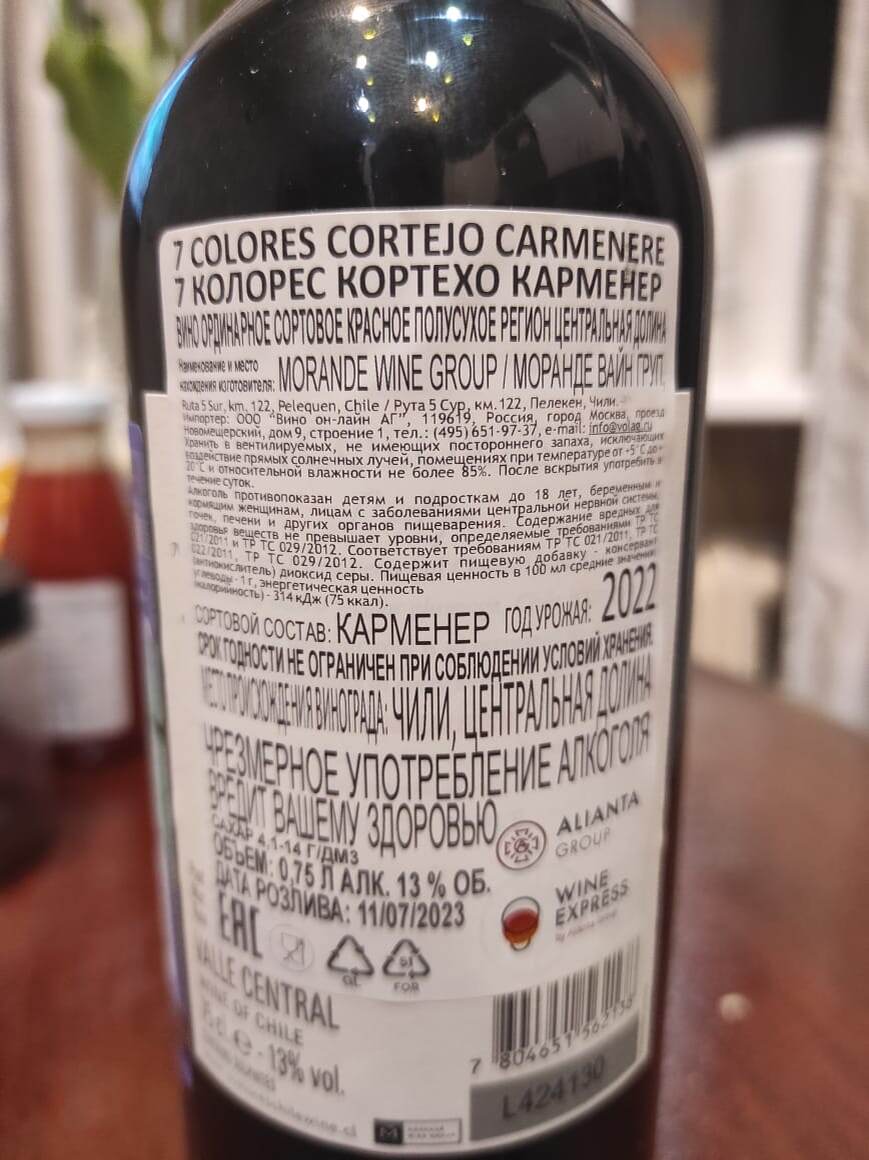 7 COLORES CORTEJO CARMENERE
7 КОЛОРЕС КОРТЕХО КАРМЕНЕР
ВИНО ОРДИНАРНОЕ СОРТОВОЕ КРАСНОЕ ПОЛУСУХОЕ РЕГИОН ЦЕНТРАЛЬНАЯ ДОЛИНА
Наименование и место
нахождения изготовителя: MORANDE WINE GROUP / МОРАНДЕ ВАЙН ГРУП,
Ruta 5 Sur, km. 122, Pelequen, Chile / Рута 5 Сур, км. 122, Пелекен, Чили.
Импортер: ООО "Вино он-лайн АГ", 119619, Россия, город Москва, проезд
Новомещерский, дом 9, строение 1, тел.: (495) 651-97-37, e-mail: info@volag.ru
Хранить в вентилируемых, не имеющих постороннего запаха, исключающих
воздействие прямых солнечных лучей, помещениях при температуре от +5°С до +
20°С и относительной влажности не более 85%. После вскрытия употребить в
течение суток.
Алкоголь противопоказан детям и подросткам до 18 лет, беременным и
кормящим женщинам, лицам с заболеваниями центральной нервной системы,
почек, печени и других органов пищеварения. Содержание вредных для
здоровья веществ не превышает уровни, определяемые требованиями ТР ТС
021/2011 и ТР ТС 029/2012. Соответствует требованиям ТР ТС 021/2011, ТР ТС
022/2011, ТР ТС 029/2012. Содержит пищевую добавку - консервант
(антиокислитель) диоксид серы. Пищевая ценность в 100 мл средние значения:
углеводы - 1 г, энергетическая ценность
(калорийность) - 314 кДж (75 ккал).
СОРТОВОЙ СОСТАВ: КАРМЕНЕР ГОД УРОЖАЯ: 2022
СРОК ГОДНОСТИ НЕ ОГРАНИЧЕН ПРИ СОБЛЮДЕНИИ УСЛОВИЙ ХРАНЕНИЯ.
МЕСТО ПРОИСХОЖДЕНИЯ ВИНОГРАДА: ЧИЛИ, ЦЕНТРАЛЬНАЯ ДОЛИНА
ЧРЕЗМЕРНОЕ УПОТРЕБЛЕНИЕ АЛКОГОЛЯ
ВРЕДИТ ВАШЕМУ ЗДОРОВЬЮ
САХАР 4,1-14 Г/ДМ3
ОБЪЕМ: 0,75 Л АЛК. 13 % ОБ.
ДАТА РОЗЛИВА: 11/07/2023
ALIANTA
GROUP
WINE
EXPRESS
EAC
GL
FOR
VALLE CENTRAL
WINE OF CHILE
75 cl. e - 13% vol.
7 804651 562136
L424130